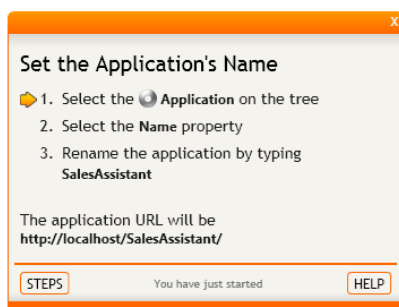 X
Set the Application's Name
1. Select the Application on the tree
2. Select the Name property
3. Rename the application by typing
SalesAssistant
The application URL will be
http://localhost/SalesAssistant/
STEPS You have just started HELP